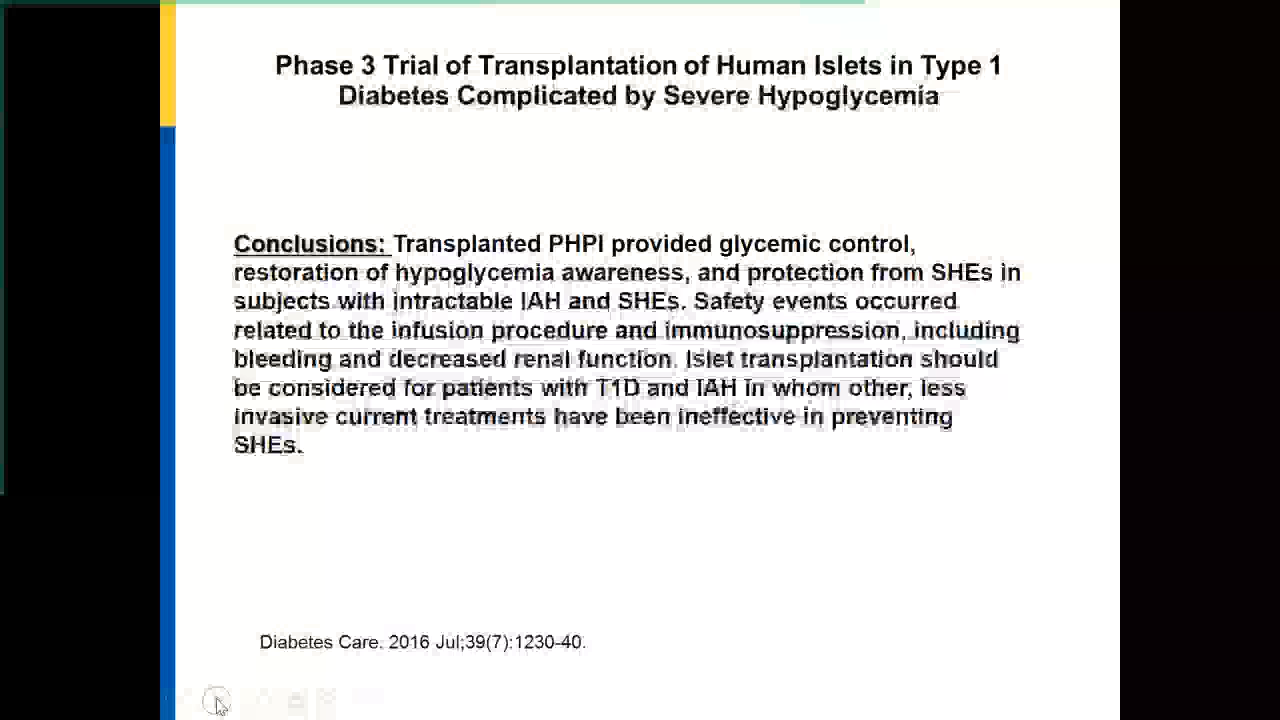 Phase 3 Trial of Transplantation of Human Islets in Type 1
Diabetes Complicated by Severe Hypoglycemia
Conclusions: Transplanted PHPI provided glycemic control,
restoration of hypoglycemia awareness, and protection from SHEs in
subjects with intractable IAH and SHEs. Safety events occurred
related to the infusion procedure and immunosuppression, including
bleeding and decreased renal function. Islet transplantation should
be considered for patients with T1D and IAH in whom other, less
invasive current treatments have been ineffective in preventing
SHEs.
Diabetes Care. 2016 Jul;39(7):1230-40.